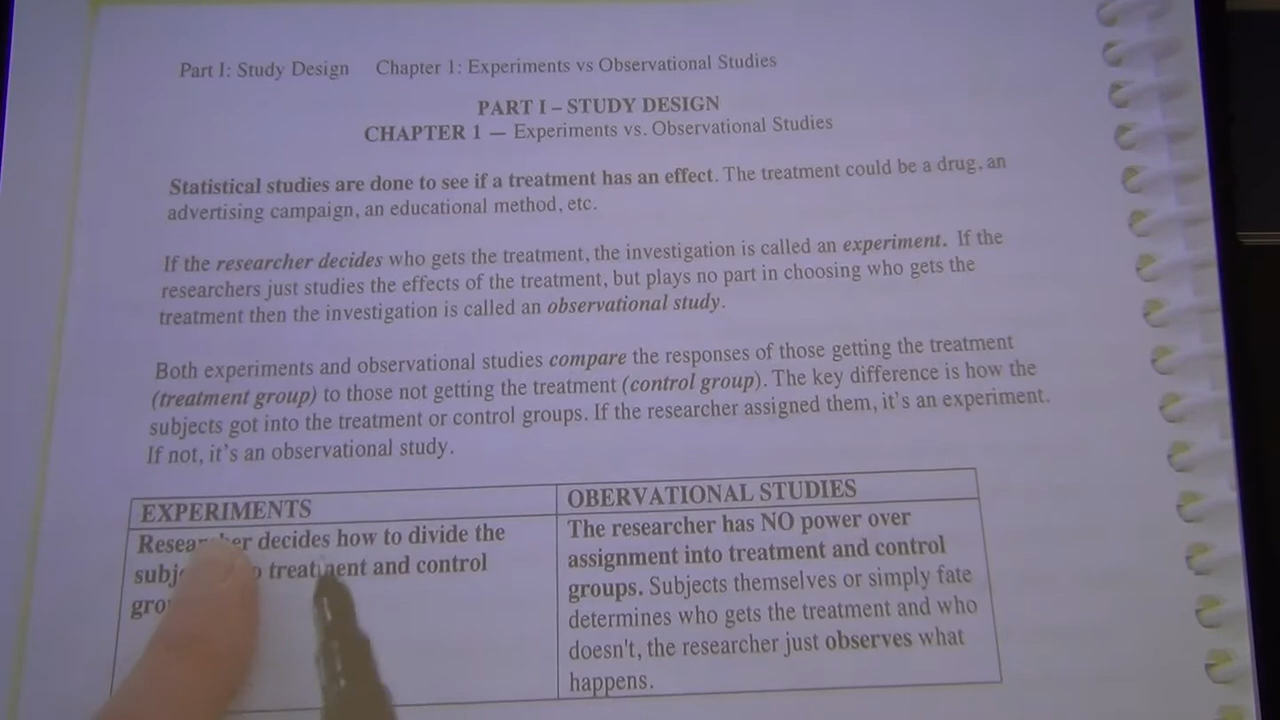 Part I: Study Design Chapter 1: Experiments vs Observational Studies
PART I – STUDY DESIGN
CHAPTER 1 — Experiments vs. Observational Studies
Statistical studies are done to see if a treatment has an effect. The treatment could be a drug, an
advertising campaign, an educational method, etc.
If the researcher decides who gets the treatment, the investigation is called an experiment. If the
researchers just studies the effects of the treatment, but plays no part in choosing who gets the
treatment then the investigation is called an observational study.
Both experiments and observational studies compare the responses of those getting the treatment
(treatment group) to those not getting the treatment (control group). The key difference is how the
subjects got into the treatment or control groups. If the researcher assigned them, it's an experiment.
If not, it's an observational study.
EXPERIMENTS
Researcher decides how to divide the
treatment and control
OBERVATIONAL STUDIES
The researcher has NO power over
assignment into treatment and control
groups. Subjects themselves or simply fate
determines who gets the treatment and who
doesn't, the researcher just observes what
happens.